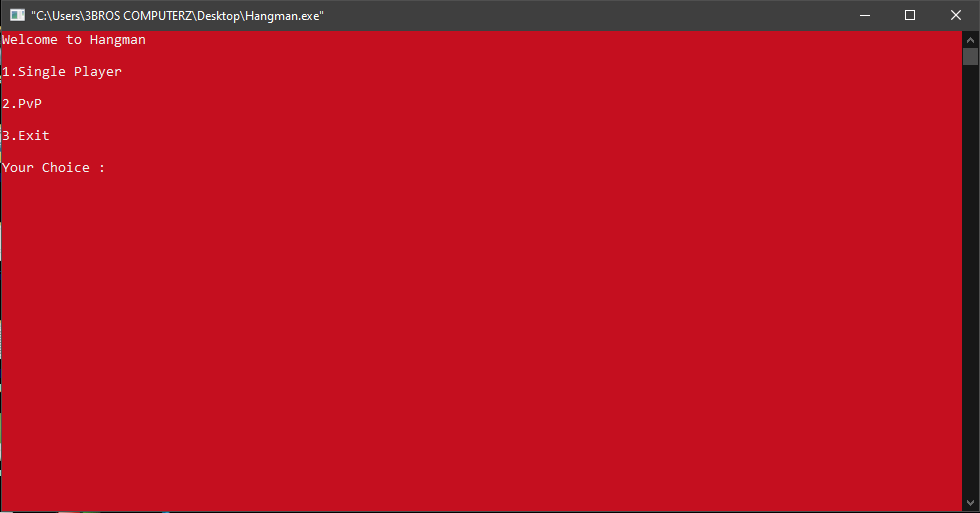 "C:\Users\3BROS COMPUTERZ\Desktop\Hangman.exe"
Welcome to Hangman
1.Single Player
2.PvP
3.Exit
Your Choice :